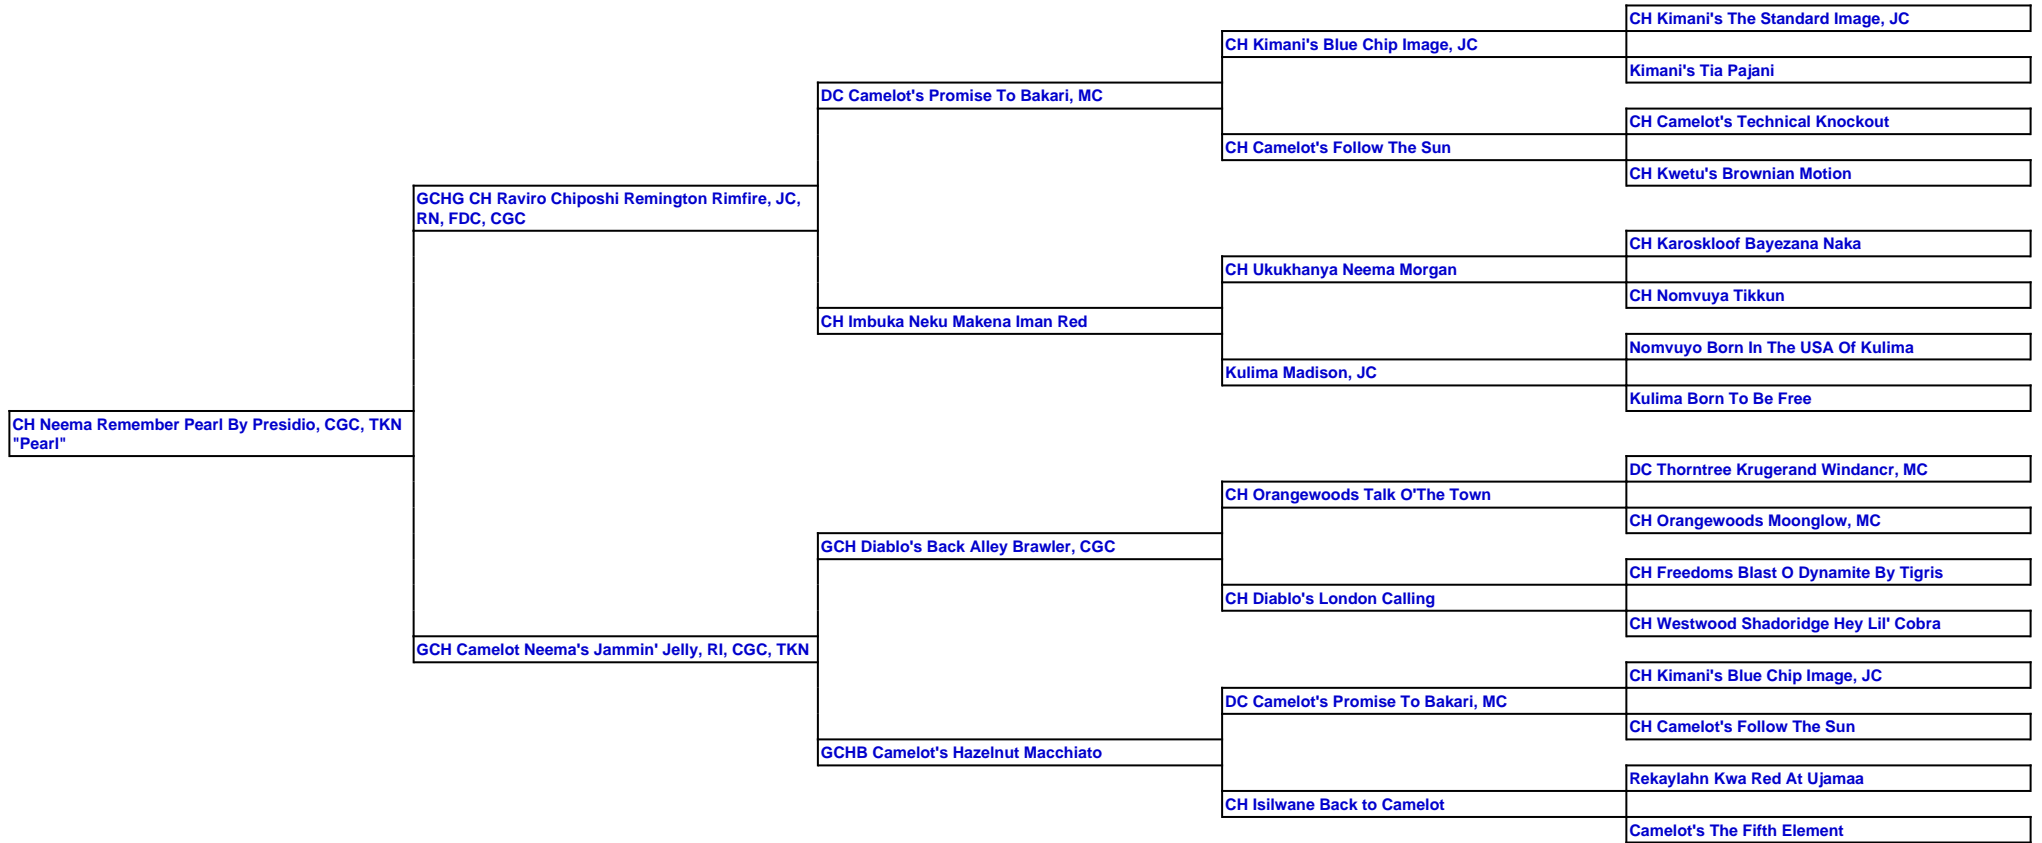 CH Kimani's The Standard Image, JC
CH Kimani's Blue Chip Image, JC
Kimani's Tia Pajani
DC Camelot's Promise To Bakari, MC
CH Camelot's Technical Knockout
CH Camelot's Follow The Sun
CH Kwetu's Brownian Motion
GCHG CH Raviro Chiposhi Remington Rimfire, JC,
RN, FDC, CGC
CH Karoskloof Bayezana Naka
CH Ukukhanya Neema Morgan
CH Nomvuya Tikkun
CH Imbuka Neku Makena Iman Red
Nomvuyo Born In The USA Of Kulima
Kulima Madison, JC
Kulima Born To Be Free
CH Neema Remember Pearl By Presidio, CGC, TKN
"Pearl"
DC Thorntree Krugerand Windancr, MC
CH Orangewoods Talk O'The Town
CH Orangewoods Moonglow, MC
GCH Diablo's Back Alley Brawler, CGC
CH Freedoms Blast O Dynamite By Tigris
CH Diablo's London Calling
CH Westwood Shadoridge Hey Lil' Cobra
GCH Camelot Neema's Jammin' Jelly, RI, CGC, TKN
CH Kimani's Blue Chip Image, JC
DC Camelot's Promise To Bakari, MC
CH Camelot's Follow The Sun
GCHB Camelot's Hazelnut Macchiato
Rekaylahn Kwa Red At Ujamaa
CH Isilwane Back to Camelot
Camelot's The Fifth Element